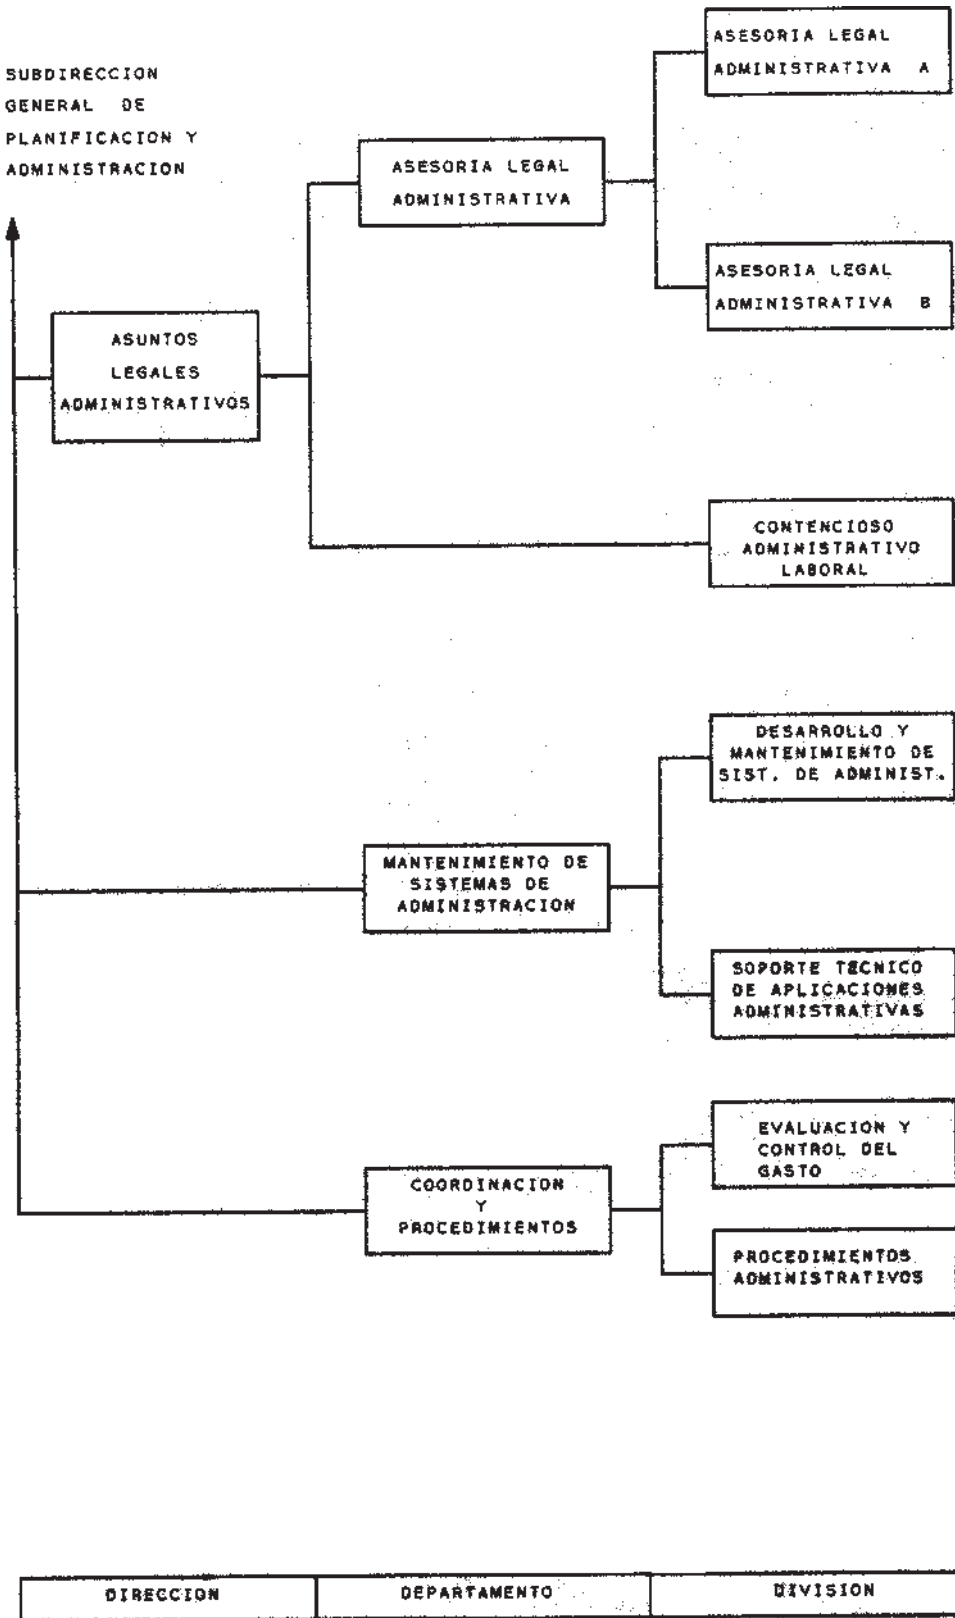 SUBDIRECCION
GENERAL DE
PLANIFICACION Y
ADMINISTRACION
ASESORIA LEGAL
ADMINISTRATIVA A
ASESORIA LEGAL
ADMINISTRATIVA
ASESORIA LEGAL
ADMINISTRATIVA B
ASUNTOS
LEGALES
ADMINISTRATIVOS
CONTENCIOSO
ADMINISTRATIVO
LABORAL
DESARROLLO Y
MANTENIMIENTO DE
SIST. DE ADMINIST.
MANTENIMIENTO DE
SISTEMAS DE
ADMINISTRACION
SOPORTE TECNICO
DE APLICACIONES
ADMINISTRATIVAS
EVALUACION Y
CONTROL DEL
GASTO
COORDINACION
Y
PROCEDIMIENTOS
PROCEDIMIENTOS
ADMINISTRATIVOS
DIRECCION DEPARTAMENTO DIVISION